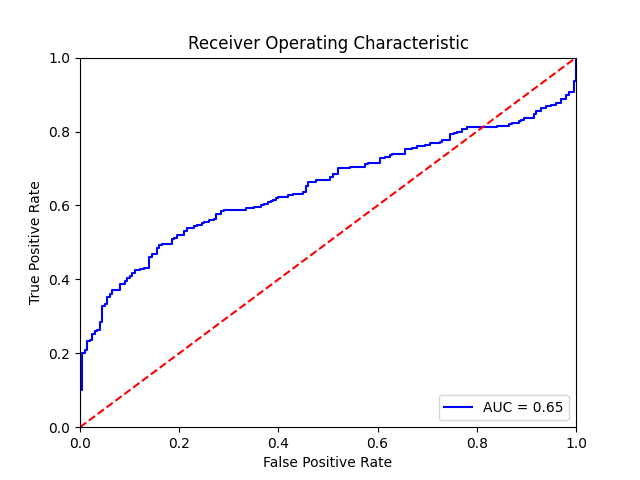 Receiver Operating Characteristic
True Positive Rate
1.0
0.8
0.6
0.4
0.2
0.0
AUC = 0.65
0.0 0.2 0.4 0.6 0.8 1.0
False Positive Rate